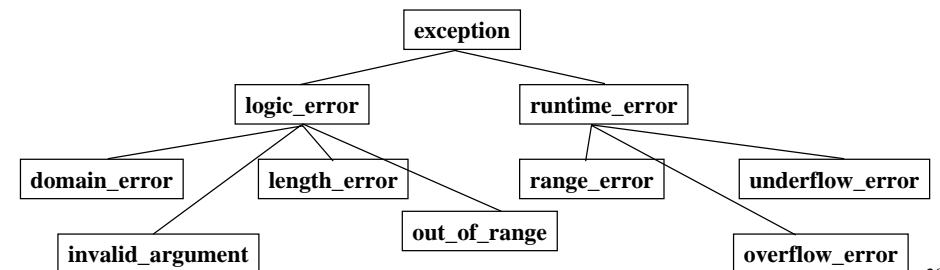 exception
logic_error
runtime_error
domain_error
length_error
range_error
underflow_error
out_of_range
invalid_argument
overflow_error